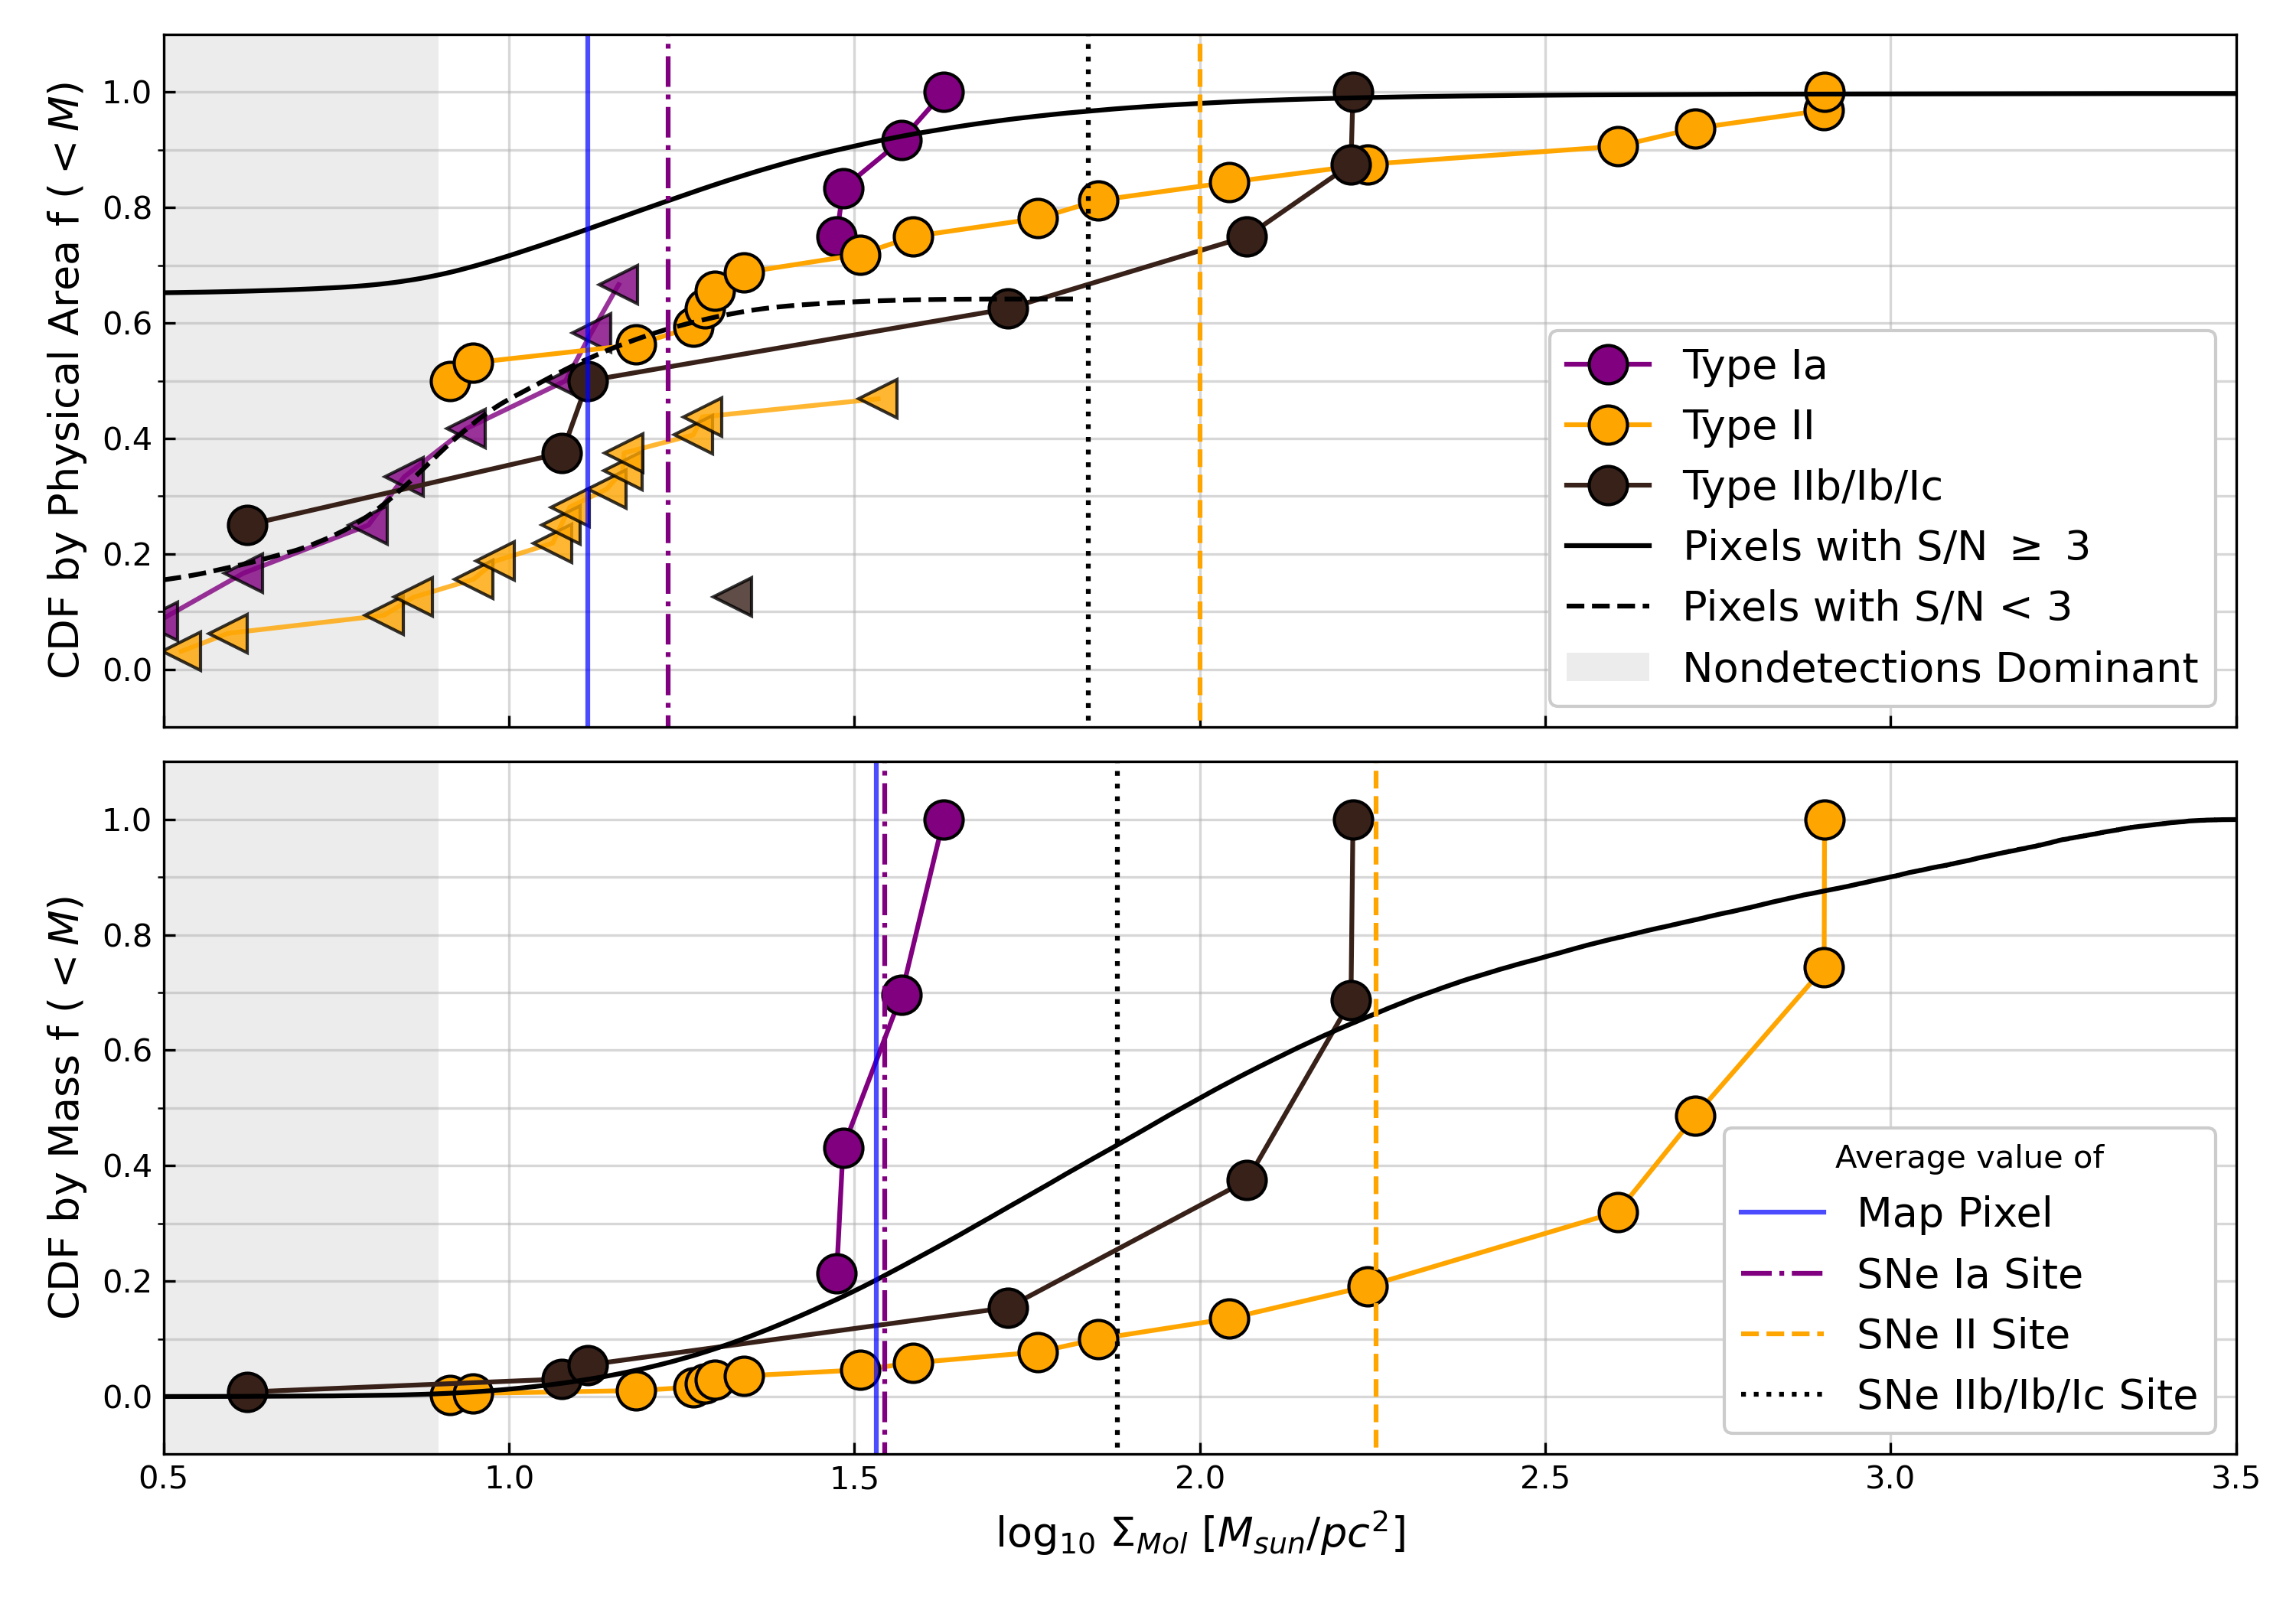 CDF by Physical Area f ( < M)
1.0
0.8
0.6
0.4
0.2
0.0
Type Ia
Type II
Type IIb/Ib/Ic
Pixels with S/N ≥ 3
Pixels with S/N < 3
Nondetections Dominant
CDF by Mass f ( < M)
1.0
0.8
0.6
0.4
0.2
0.0
Average value of
Map Pixel
SNe Ia Site
SNe II Site
SNe IIb/Ib/Ic Site
0.5 1.0 1.5 2.0 2.5 3.0 3.5
log₁₀ Σ_Mol [M_sun/pc²]